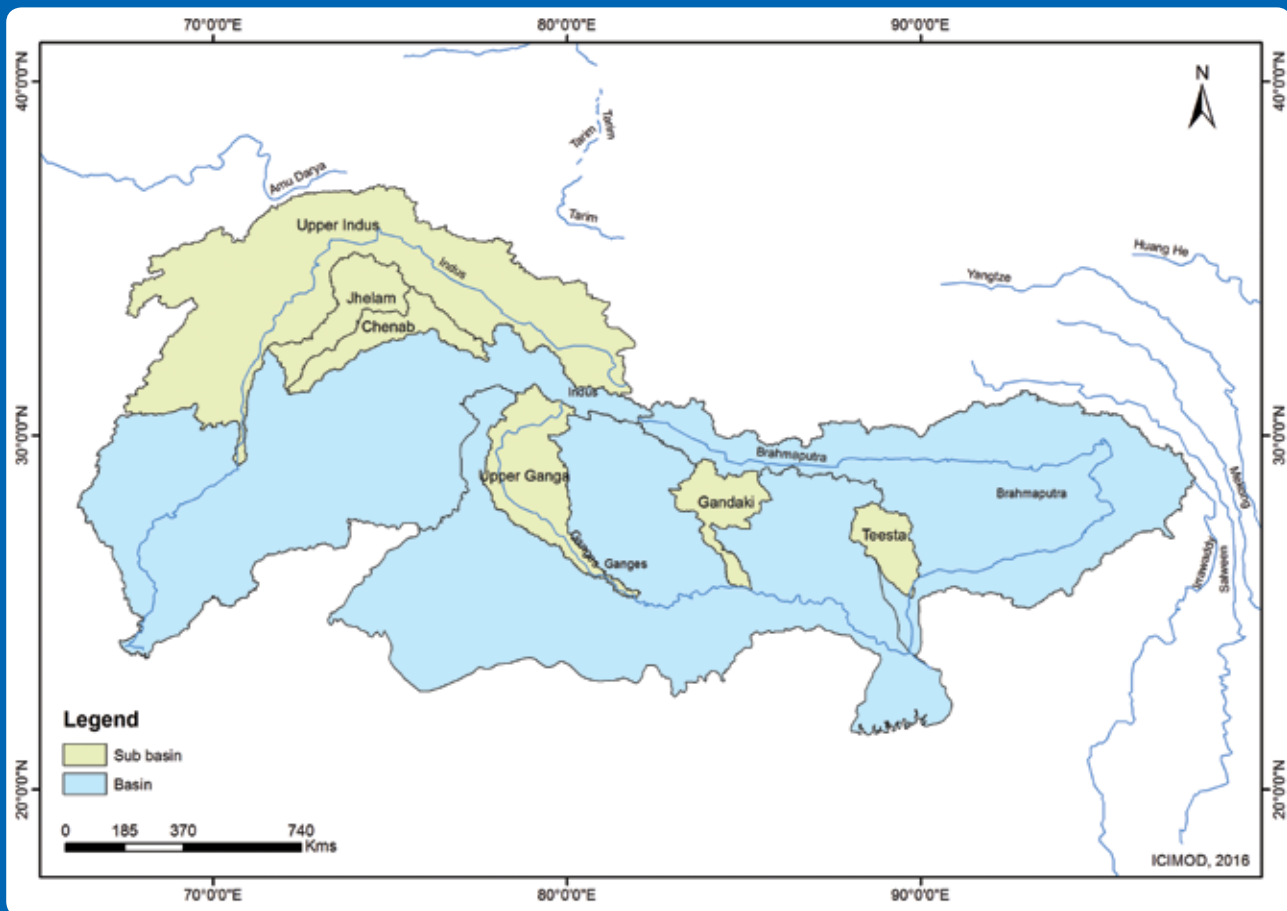 70°0'0"E 80°0'0"E 90°0'0"E
40°0'0"N
40°0'0"N
N
Tarim
Tarim
Amu Darya
Tarim
Upper Indus
Huang He
Indus
Yangtze
Jhelam
Chenab
Indus
30°0'0"N
30°0'0"N
Brahmaputra
Upper Ganga
Mekong
Gandaki
Brahmaputra
Teesta
Ganges
Ganges
Irrawaddy
Salween
Legend
Sub basin
Basin
20°0'0"N
20°0'0"N
0 185 370 740
Kms
ICIMOD, 2016
70°0'0"E 80°0'0"E 90°0'0"E